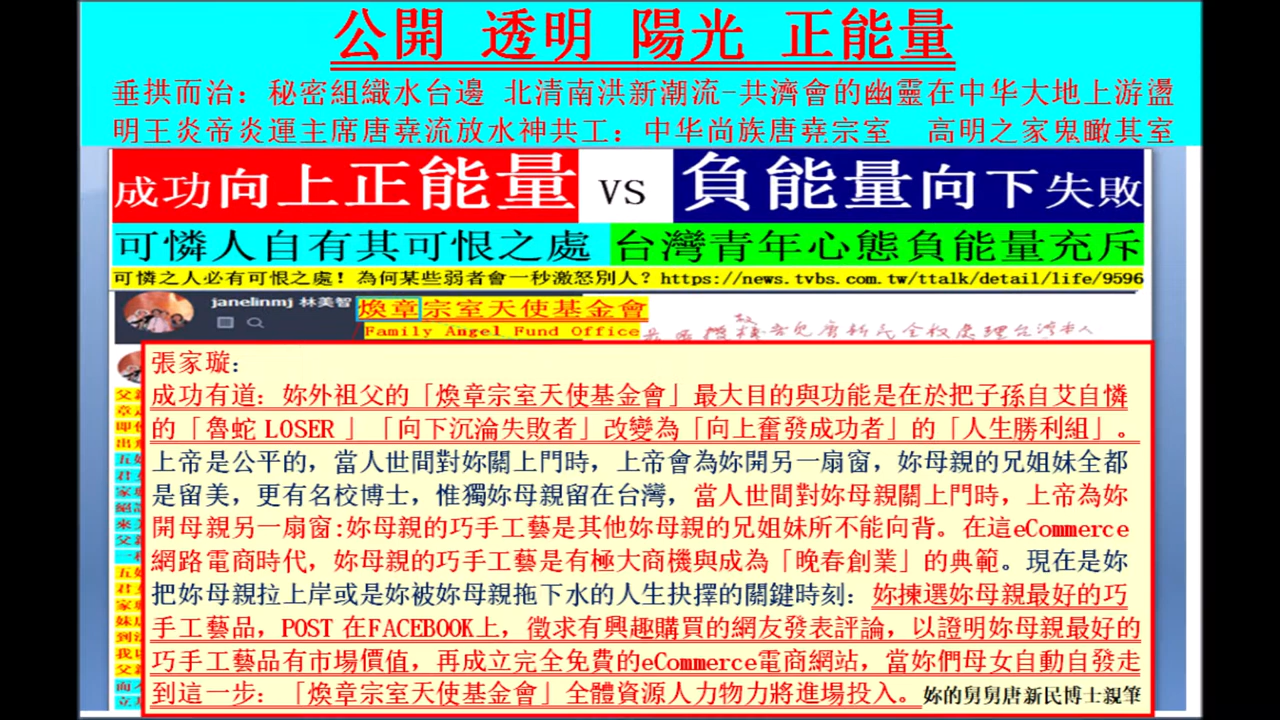 公開 透明 陽光 正能量
垂拱而治：秘密組織水台邊 北清南洪新潮流-共濟會的幽靈在中华大地上游盪
明王炎帝炎運主席唐堯流放水神共工：中华尚族唐堯宗室 高明之家鬼瞰其室
成功向上正能量 VS 負能量向下失敗
可憐人自有其可恨之處 台灣青年心態負能量充斥
可憐之人必有可恨之處！為何某些弱者會一秒激怒別人？https://news.tvbs.com.tw/ttalk/detail/life/9596
janelinmj 林美智 煥章宗室天使基金會
Family Angel Fund Office
張家璇：
成功有道：妳外祖父的「煥章宗室天使基金會」最大目的與功能是在於把子孫自艾自憐
的「魯蛇 LOSER 」「向下沉淪失敗者」改變為「向上奮發成功者」的「人生勝利組」。
上帝是公平的，當人世間對妳關上門時，上帝會為妳開另一扇窗，妳母親的兄姐妹全都
是留美，更有名校博士，惟獨妳母親留在台灣，當人世間對妳母親關上門時，上帝為妳
開母親另一扇窗:妳母親的巧手工藝是其他妳母親的兄姐妹所不能向背。在這eCommerce
網路電商時代，妳母親的巧手工藝是有極大商機與成為「晚春創業」的典範。現在是妳
把妳母親拉上岸或是妳被妳母親拖下水的人生抉擇的關鍵時刻：妳揀選妳母親最好的巧
手工藝品，POST 在FACEBOOK上，徵求有興趣購買的網友發表評論，以證明妳母親最好的
巧手工藝品有市場價值，再成立完全免費的eCommerce電商網站，當妳們母女自動自發走
到這一步：「煥章宗室天使基金會」全體資源人力物力將進場投入。妳的舅舅唐新民博士親筆